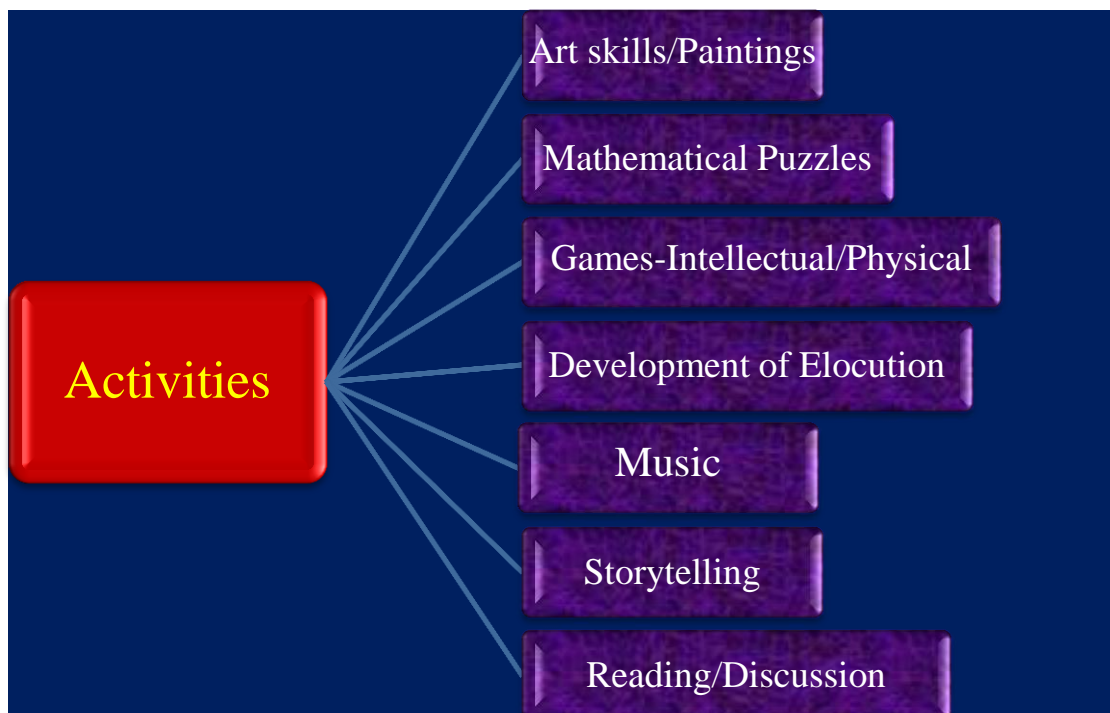 Art skills/Paintings
Mathematical Puzzles
Games-Intellectual/Physical
Activities
Development of Elocution
Music
Storytelling
Reading/Discussion